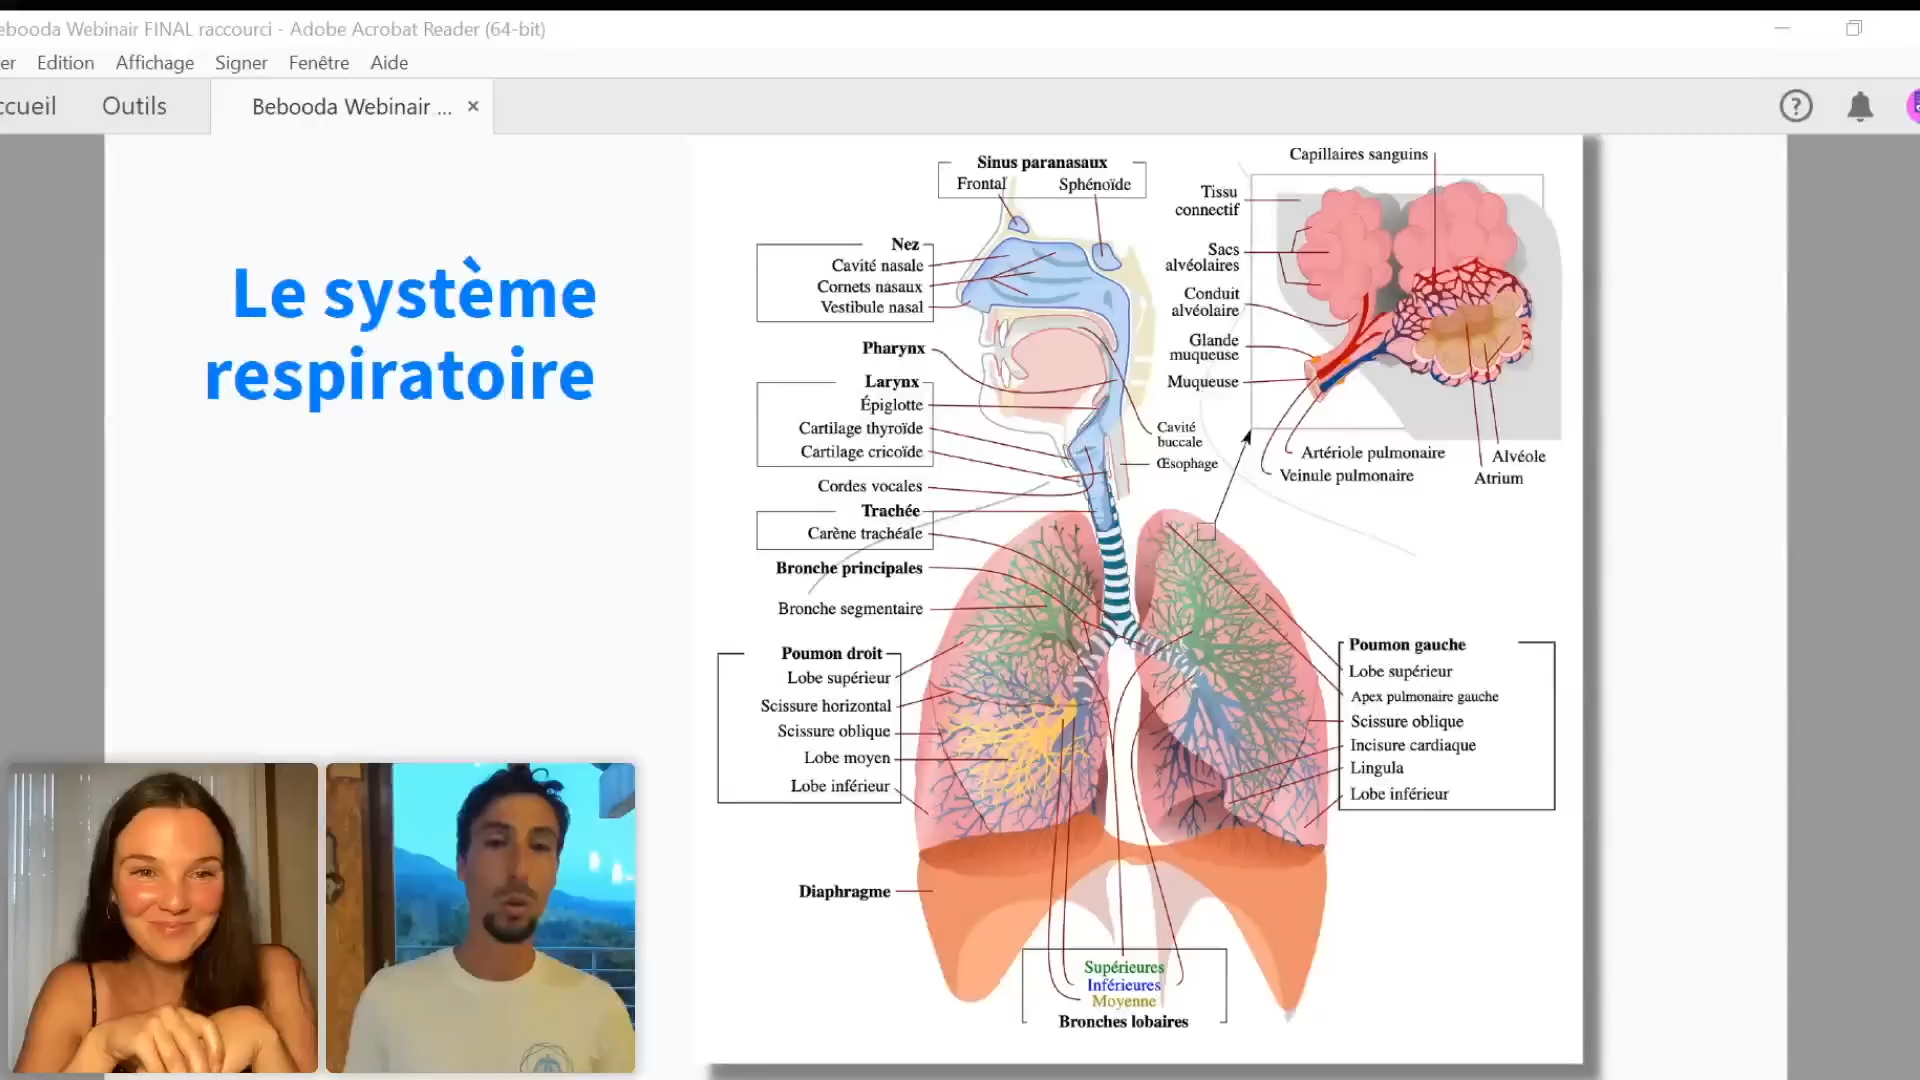 ebooda Webinair FINAL raccourci - Adobe Acrobat Reader (64-bit)
er Edition Affichage Signer Fenêtre Aide
ccueil Outils Bebooda Webinair ... ×
?
Le système
respiratoire
Sinus paranasaux
Frontal Sphénoïde
Nez
Cavité nasale
Cornets nasaux
Vestibule nasal
Pharynx
Larynx
Épiglotte
Cartilage thyroïde
Cartilage cricoïde
Cordes vocales
Trachée
Carène trachéale
Bronche principales
Bronche segmentaire
Poumon droit
Lobe supérieur
Scissure horizontal
Scissure oblique
Lobe moyen
Lobe inférieur
Diaphragme
Cavité
buccale
Œsophage
Capillaires sanguins
Tissu
connectif
Sacs
alvéolaires
Conduit
alvéolaire
Glande
muqueuse
Muqueuse
Artériole pulmonaire
Veinule pulmonaire
Alvéole
Atrium
Poumon gauche
Lobe supérieur
Apex pulmonaire gauche
Scissure oblique
Incisure cardiaque
Lingula
Lobe inférieur
Supérieures
Inférieures
Moyenne
Bronches lobaires